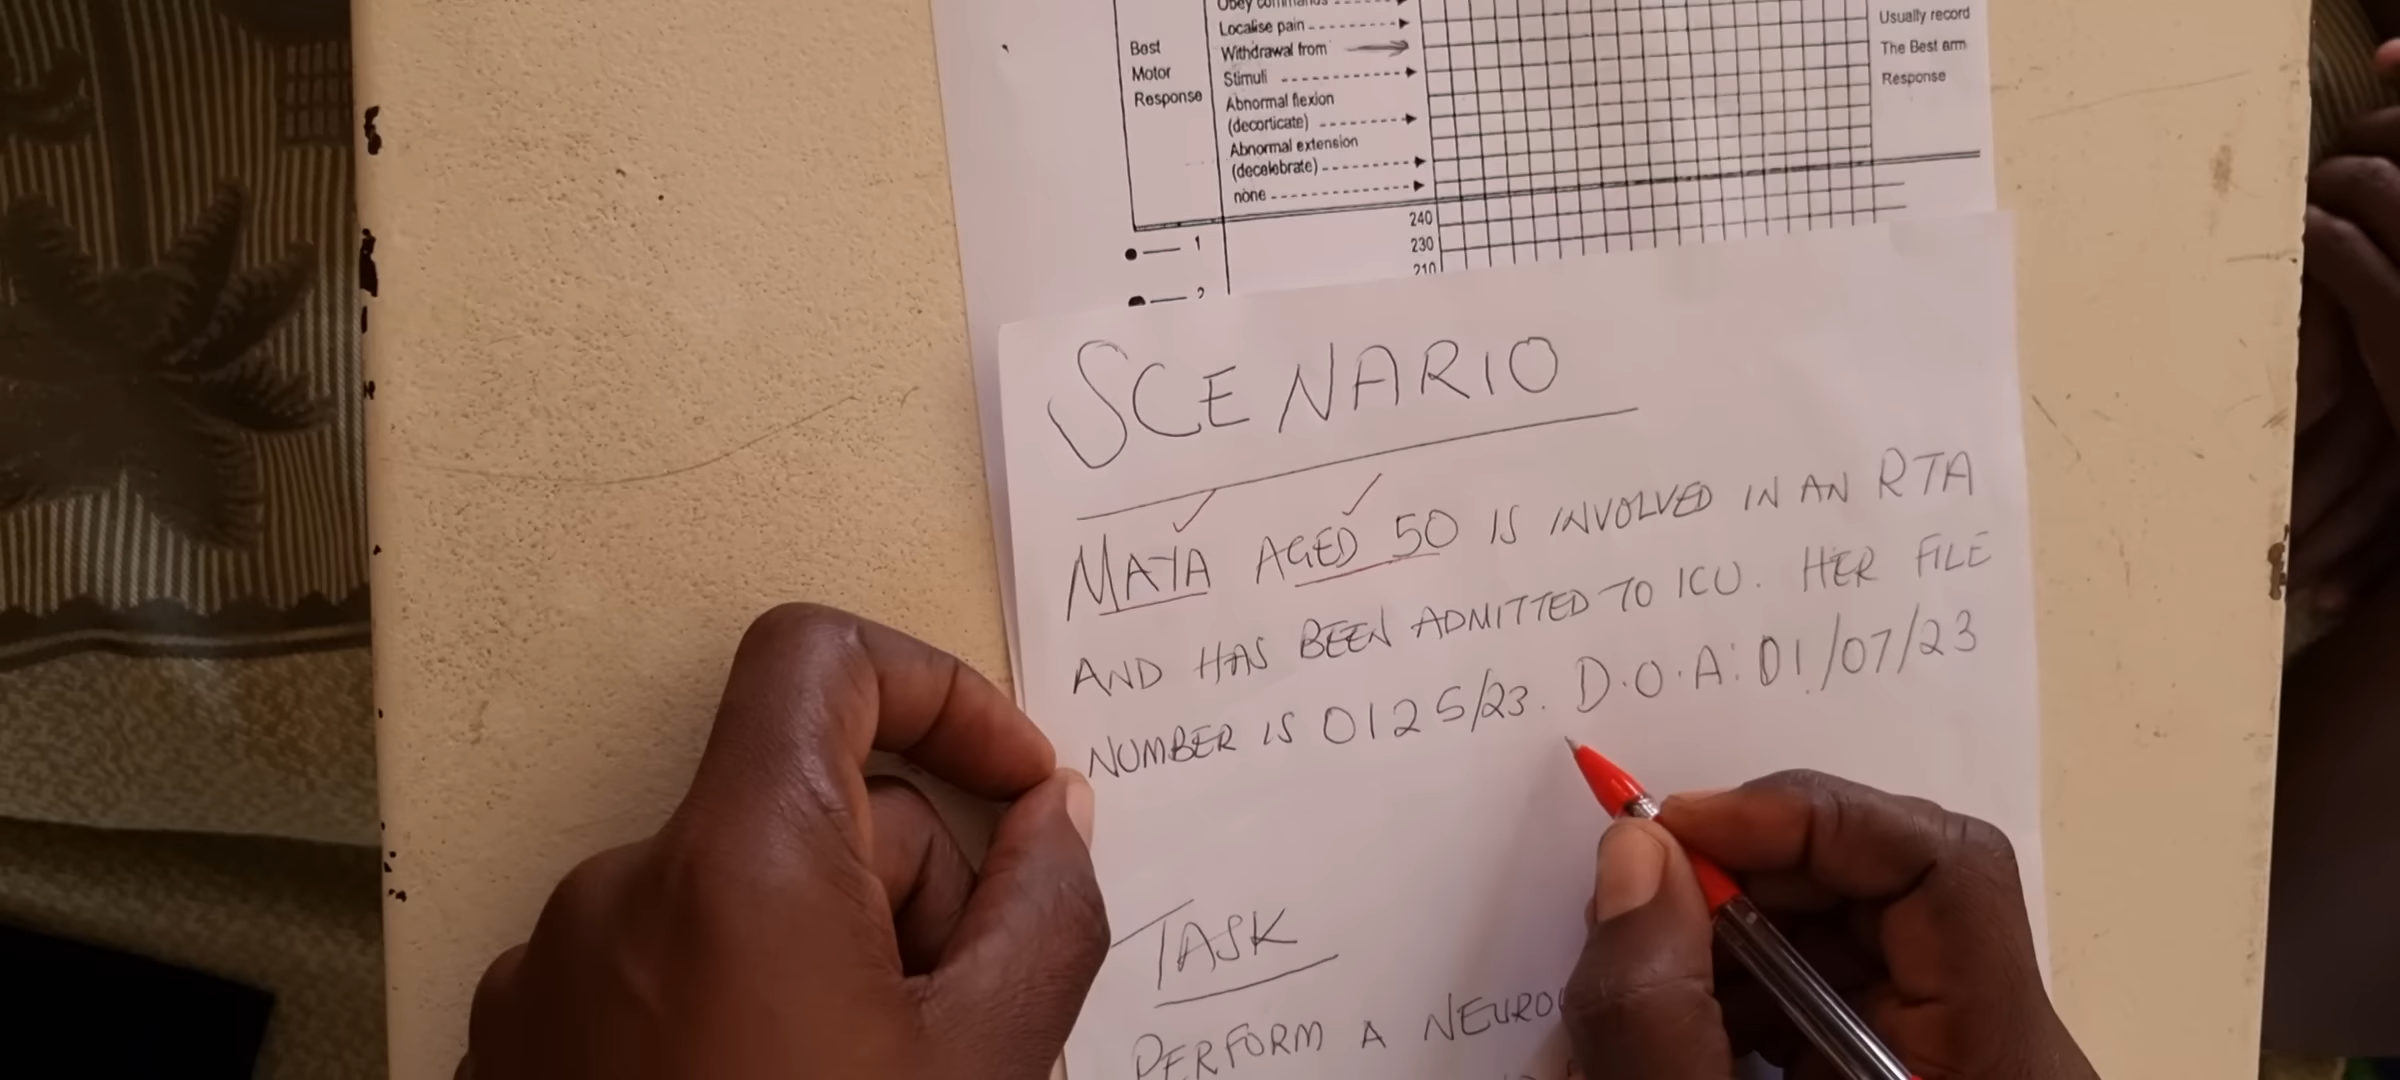 Obey commands
Localise pain
Withdrawal from
Stimuli
Abnormal flexion
(decorticate)
Abnormal extension
(decelebrate)
none
Best
Motor
Response
Usually record
The Best arm
Response
240
230
210
1
2
SCENARIO
MAYA AGED 50 IS INVOLVED IN AN RTA
AND HAS BEEN ADMITTED TO ICU. HER FILE
NUMBER IS 0125/23. D.O.A: 01/07/23
TASK
PERFORM A